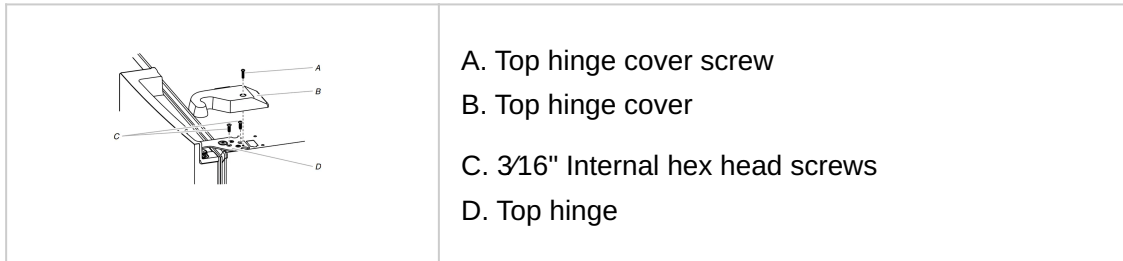 A
B
C
D
A. Top hinge cover screw
B. Top hinge cover
C. 3⁄16" Internal hex head screws
D. Top hinge